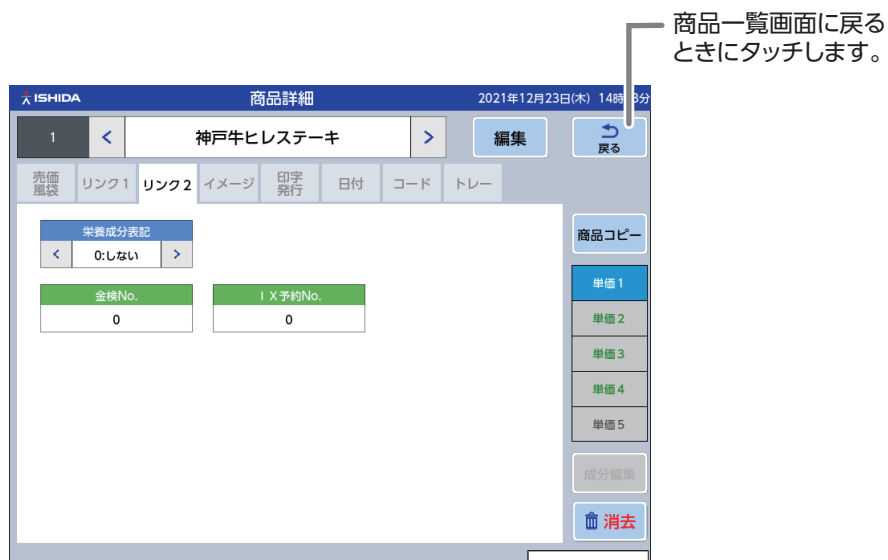 商品一覧画面に戻る
ときにタッチします。
ISHIDA 商品詳細 2021年12月23日(木) 14時 3分
1 < 神戸牛ヒレステーキ > 編集 戻る
売価風袋 リンク1 リンク2 イメージ 印字発行 日付 コード トレー
栄養成分表記
< 0:しない >
金検No. IX予約No.
0 0
商品コピー
単価1
単価2
単価3
単価4
単価5
成分編集
消去